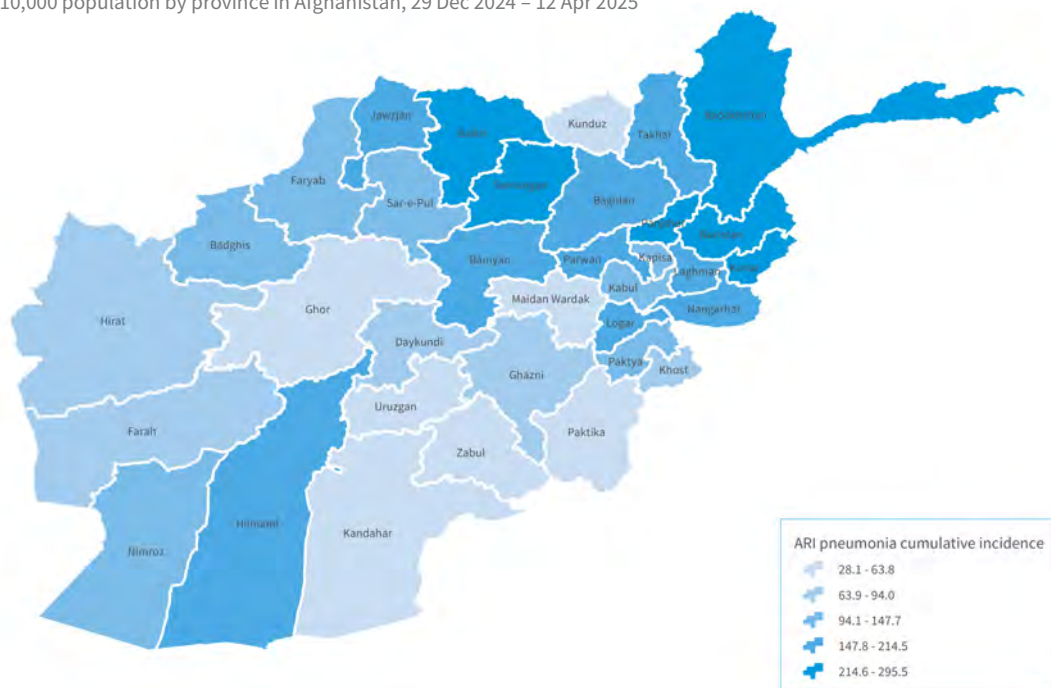 10,000 population by province in Afghanistan, 29 Dec 2024 – 12 Apr 2025
Badakhshan
Jawzjan
Balkh
Kunduz
Takhar
Faryab
Samangan
Sar-e-Pul
Baghlan
Panjsher
Nuristan
Badghis
Bamyan
Parwan
Kapisa
Laghman
Kunar
Kabul
Maidan Wardak
Nangarhar
Ghor
Hirat
Logar
Daykundi
Paktya
Khost
Ghazni
Uruzgan
Farah
Paktika
Zabul
Hilmand
Kandahar
Nimroz
ARI pneumonia cumulative incidence
28.1 - 63.8
63.9 - 94.0
94.1 - 147.7
147.8 - 214.5
214.6 - 295.5